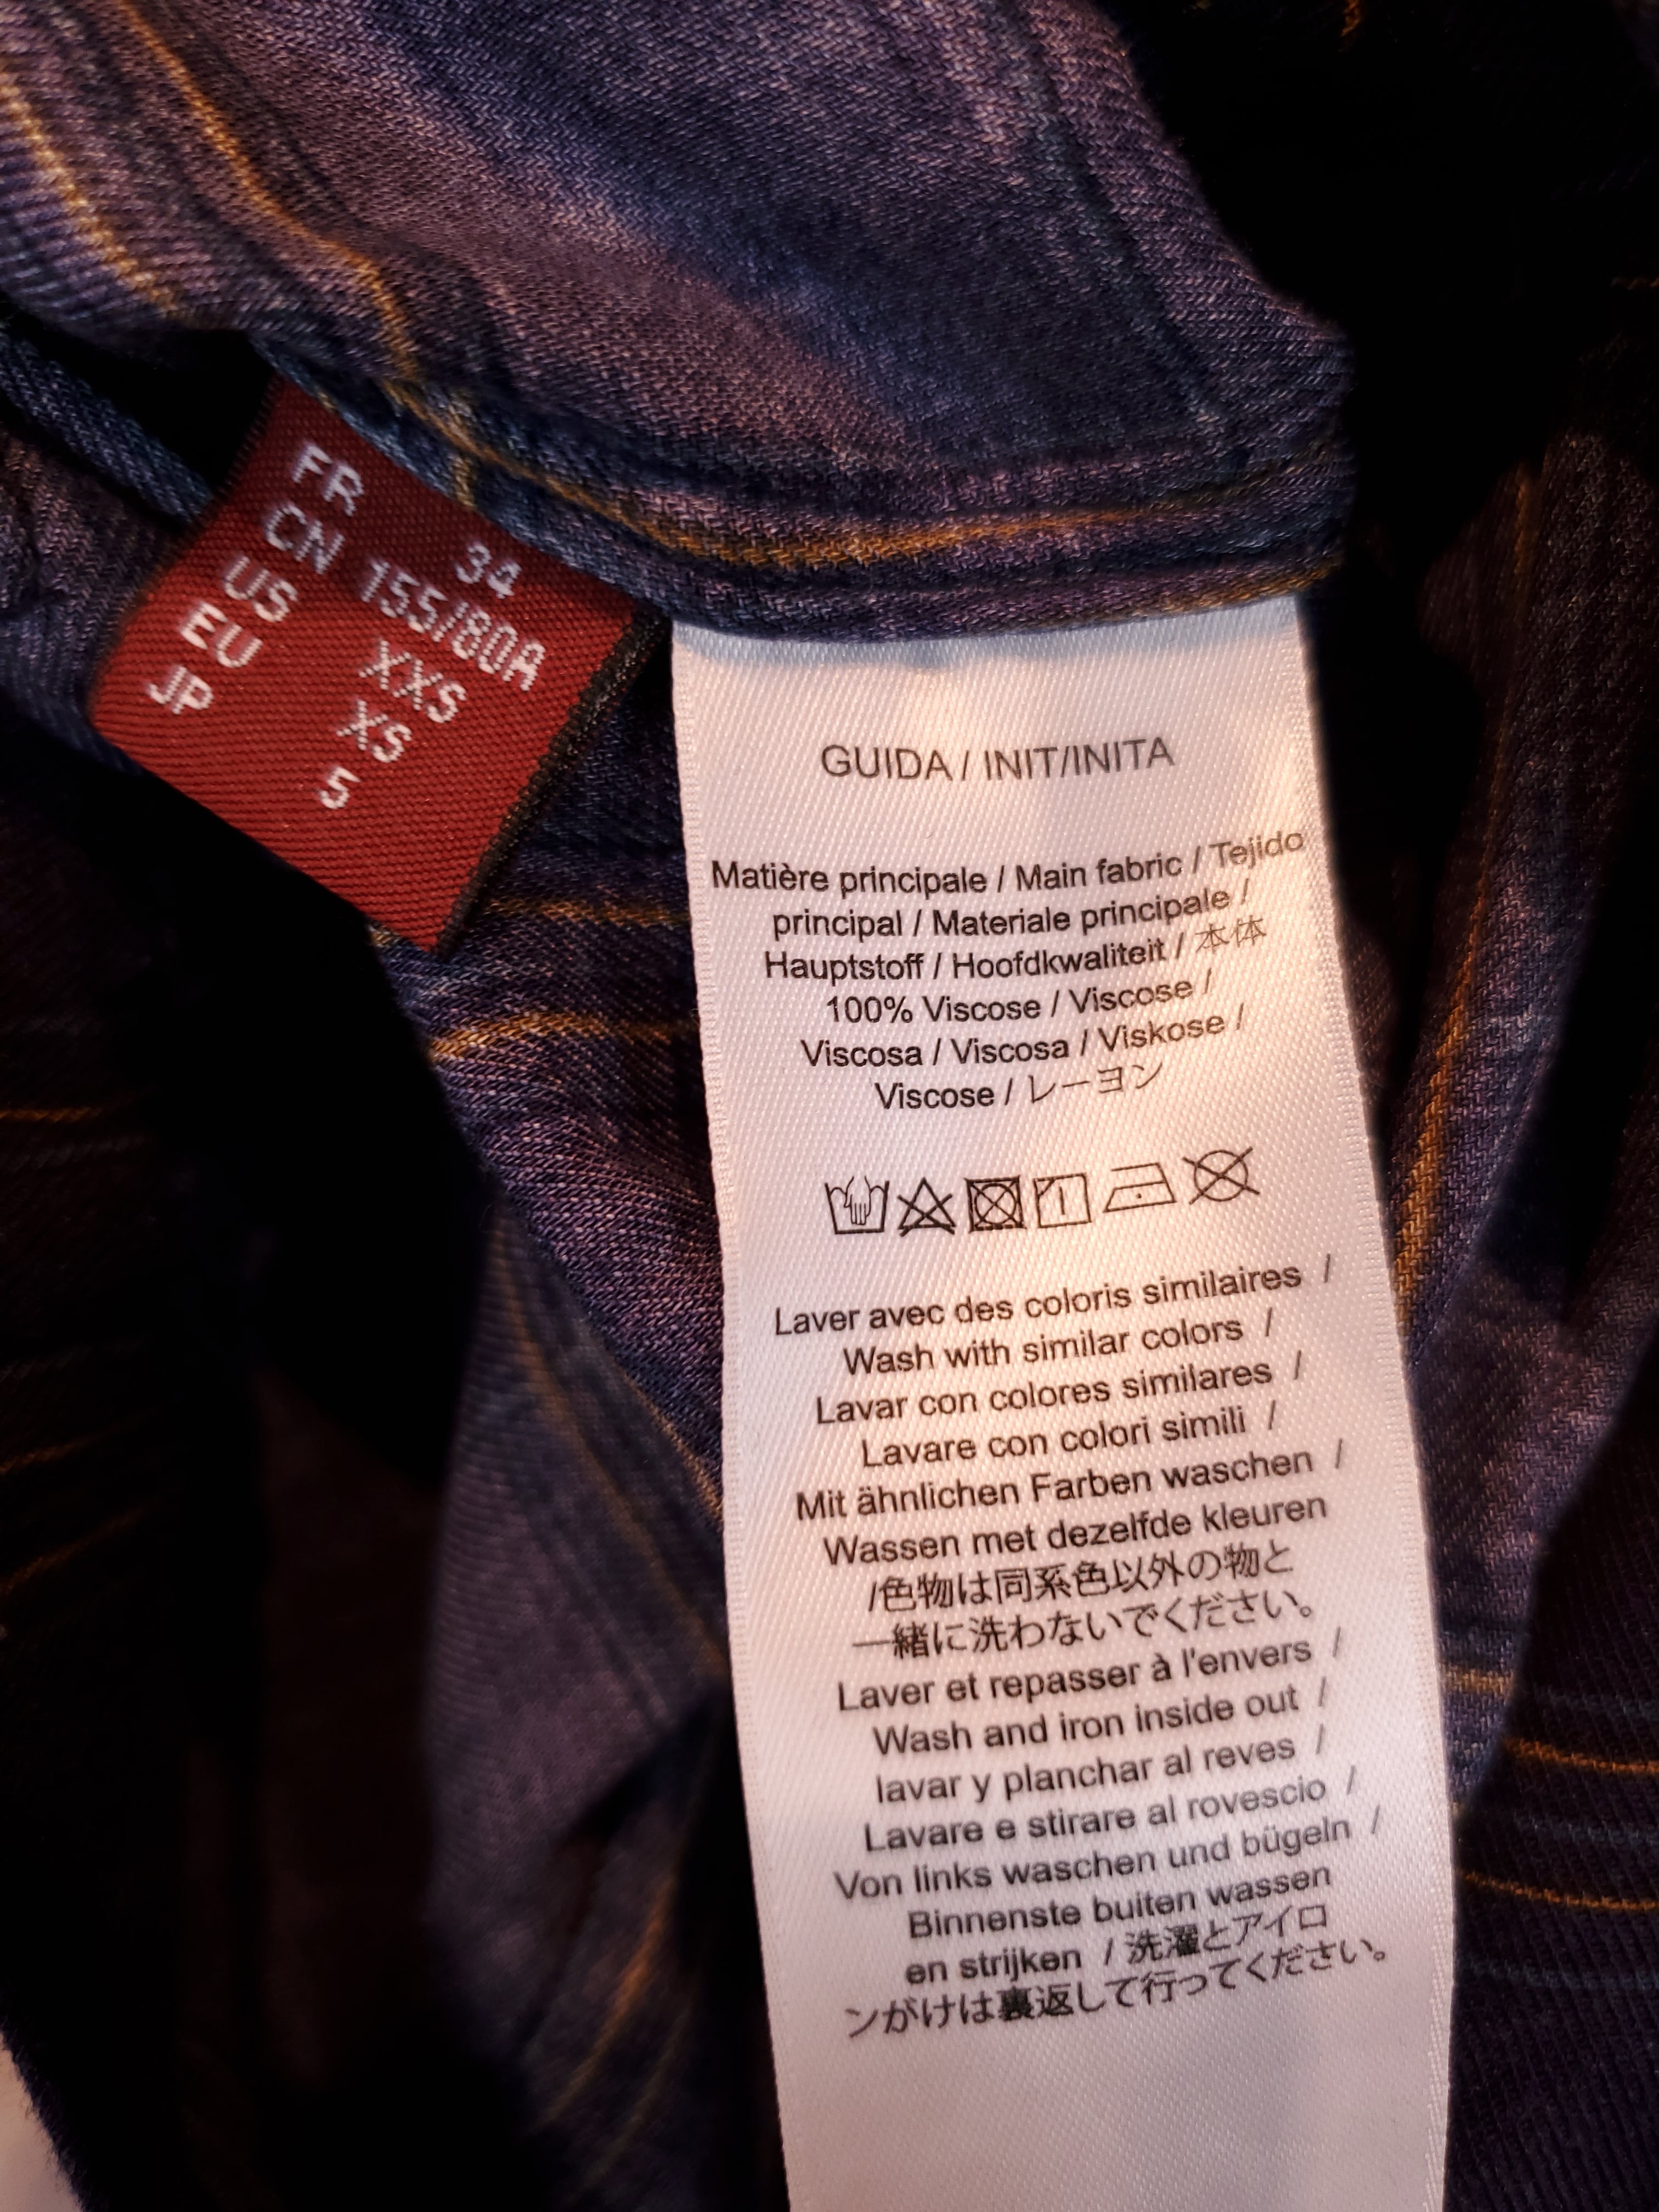 FR 34
CN 155/80A
US XXS
EU XS
JP 5
GUIDA / INIT/INITA
Matière principale / Main fabric / Tejido
principal / Materiale principale /
Hauptstoff / Hoofdkwaliteit / 本体
100% Viscose / Viscose /
Viscosa / Viscosa / Viskose /
Viscose / レーヨン
Laver avec des coloris similaires /
Wash with similar colors /
Lavar con colores similares /
Lavare con colori simili /
Mit ähnlichen Farben waschen /
Wassen met dezelfde kleuren
/色物は同系色以外の物と
一緒に洗わないでください。
Laver et repasser à l'envers /
Wash and iron inside out /
lavar y planchar al reves /
Lavare e stirare al rovescio /
Von links waschen und bügeln /
Binnenste buiten wassen
en strijken / 洗濯とアイロ
ンがけは裏返して行ってください。